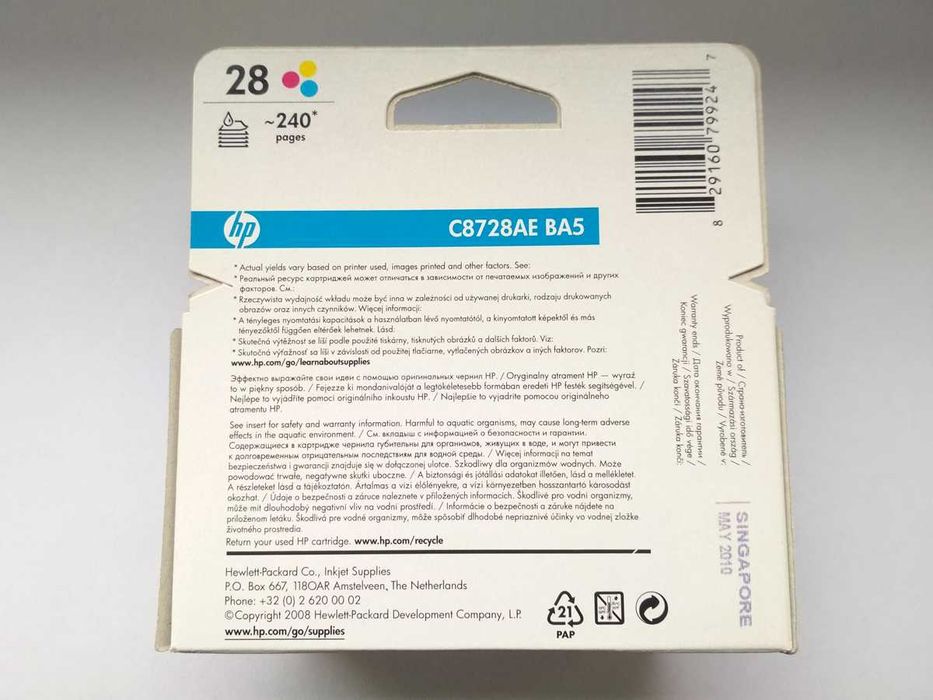 28
~240*
pages
8 29160 79924 7
hp
C8728AE BA5
* Actual yields vary based on printer used, images printed and other factors. See:
* Реальный ресурс картриджей может отличаться в зависимости от печатаемых изображений и других
факторов. См.:
* Rzeczywista wydajność wkładu może być inna w zależności od używanej drukarki, rodzaju drukowanych
obrazów oraz innych czynników. Więcej informacji:
* A tényleges nyomtatási kapacitások a használatban lévő nyomtatótól, a kinyomtatott képektől és más
tényezőktől függően eltérőek lehetnek. Lásd:
* Skutečná výtěžnost se liší podle použité tiskárny, tisknutých obrázků a dalších faktorů. Viz:
* Skutočná výťažnosť sa líši v závislosti od použitej tlačiarne, vytlačených obrázkov a iných faktorov. Pozri:
www.hp.com/go/learnaboutsupplies
Эффектно выражайте свои идеи с помощью оригинальных чернил HP. / Oryginalny atrament HP — wyraź
to w piękny sposób. / Fejezze ki mondanivalóját a legtökéletesebb formában eredeti HP festék segítségével. /
Nejlépe to vyjádříte pomocí originálního inkoustu HP. / Najlepšie to vyjadríte pomocou originálneho
atramentu HP.
See insert for safety and warranty information. Harmful to aquatic organisms, may cause long-term adverse
effects in the aquatic environment. / См. вкладыш с информацией о безопасности и гарантии.
Содержащиеся в картридже чернила губительны для организмов, живущих в воде, и могут привести
к долговременным отрицательным последствиям для водной среды. / Więcej informacji na temat
bezpieczeństwa i gwarancji znajduje się w dołączonej ulotce. Szkodliwy dla organizmów wodnych. Może
powodować trwałe, negatywne skutki uboczne. / A biztonsági és jótállási adatokat illetően, lásd a mellékletet.
A részleteket lásd a tájékoztatón. Ártalmas a vízi élőlényekre, a vízi környezetben hosszantartó károsodást
okozhat. / Údaje o bezpečnosti a záruce naleznete v přiložených informacích. Škodlivé pro vodní organizmy,
může mít dlouhodobý negativní vliv na vodní prostředí. / Informácie o bezpečnosti a záruke nájdete na
priloženom letáku. Škodlivá pre vodné organizmy, môže spôsobiť dlhodobé nepriaznivé účinky vo vodnej zložke
životného prostredia.
Return your used HP cartridge. www.hp.com/recycle
Hewlett-Packard Co., Inkjet Supplies
P.O. Box 667, 1180AR Amstelveen, The Netherlands
Phone: +32 (0) 2 620 00 02
©Copyright 2008 Hewlett-Packard Development Company, L.P.
www.hp.com/go/supplies
21
PAP
Product of / Страна-изготовитель /
Wyprodukowano w / Származási ország /
Země původu / Vyrobené v:
Warranty ends / Дата окончания гарантии /
Koniec gwarancji / Szavatossági idő vége /
Záruka končí / Záruka končí:
SINGAPORE
MAY 2010